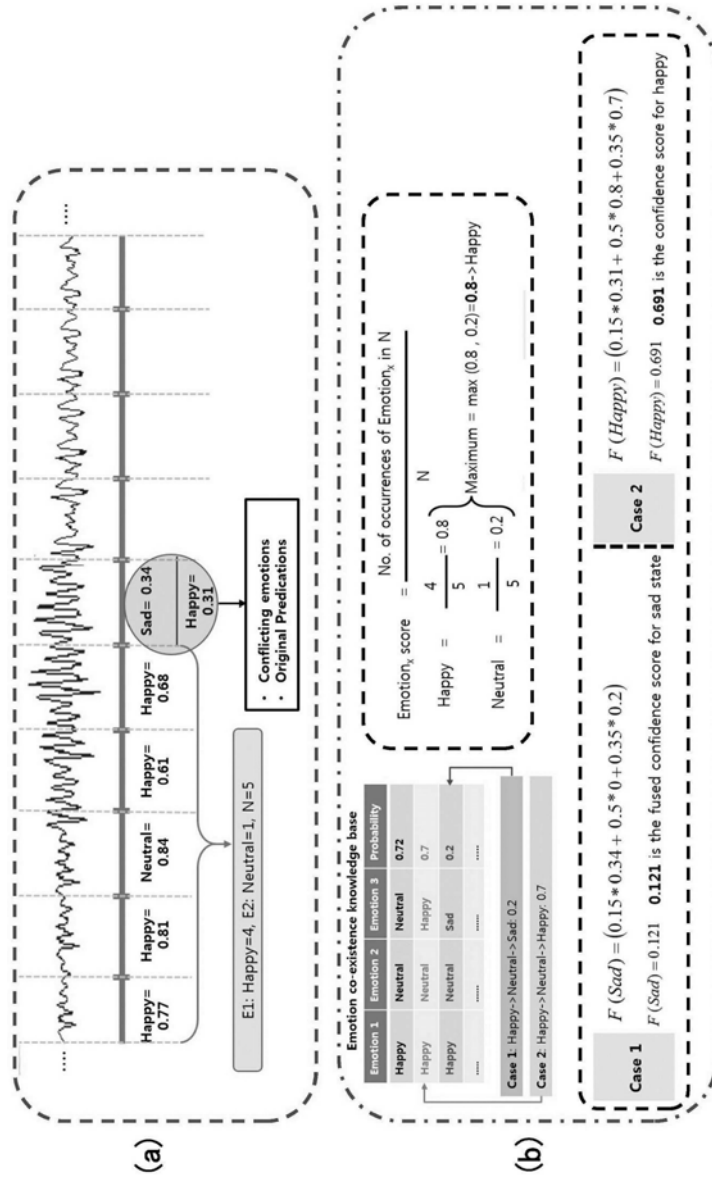 (a)
.....
.....
Happy=
0.77
Happy=
0.81
Neutral=
0.84
Happy=
0.61
Happy=
0.68
Sad= 0.34
Happy=
0.31
E1: Happy=4, E2: Neutral=1, N=5
· Conflicting emotions
· Original Predications
(b)
Emotion co-existence knowledge base
Emotion 1 Emotion 2 Emotion 3 Probability
Happy Neutral Neutral 0.72
Happy Neutral Happy 0.7
Happy Neutral Sad 0.2
..... ..... ..... .....
Case 1: Happy->Neutral->Sad: 0.2
Case 2: Happy->Neutral->Happy: 0.7
Emotionₓ score = No. of occurrences of Emotionₓ in N
N
Happy = 4 / 5 = 0.8
Neutral = 1 / 5 = 0.2
Maximum = max (0.8 , 0.2)=0.8->Happy
Case 1
F (Sad) = (0.15*0.34 + 0.5*0 + 0.35*0.2)
F (Sad) = 0.121 0.121 is the fused confidence score for sad state
Case 2
F (Happy) = (0.15*0.31 + 0.5*0.8 + 0.35*0.7)
F (Happy) = 0.691 0.691 is the confidence score for happy